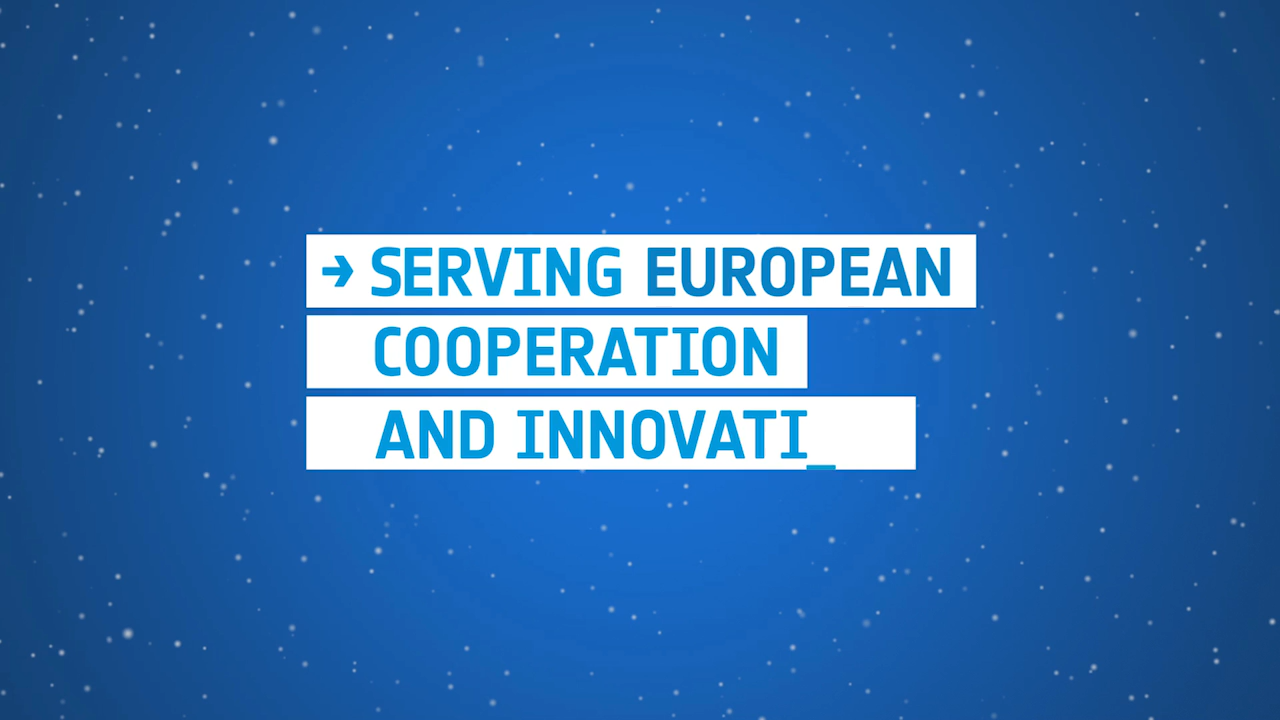 → SERVING EUROPEAN
COOPERATION
AND INNOVATI_